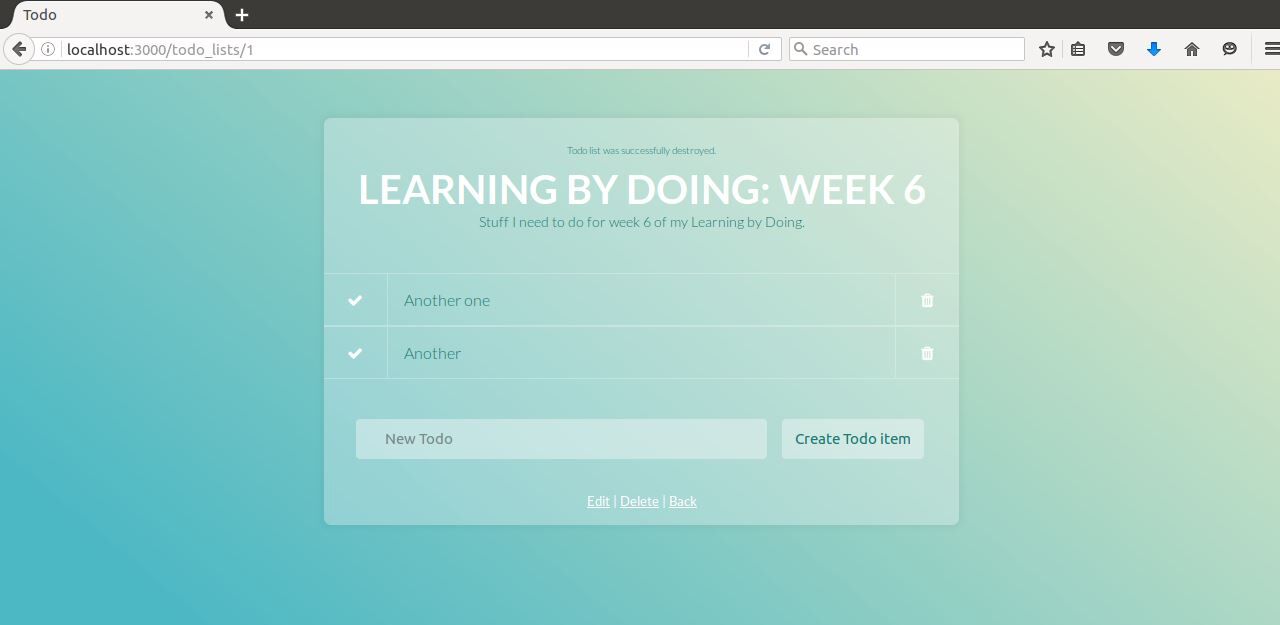 Todo
localhost:3000/todo_lists/1
Search
Todo list was successfully destroyed.
LEARNING BY DOING: WEEK 6
Stuff I need to do for week 6 of my Learning by Doing.
Another one
Another
New Todo
Create Todo item
Edit | Delete | Back